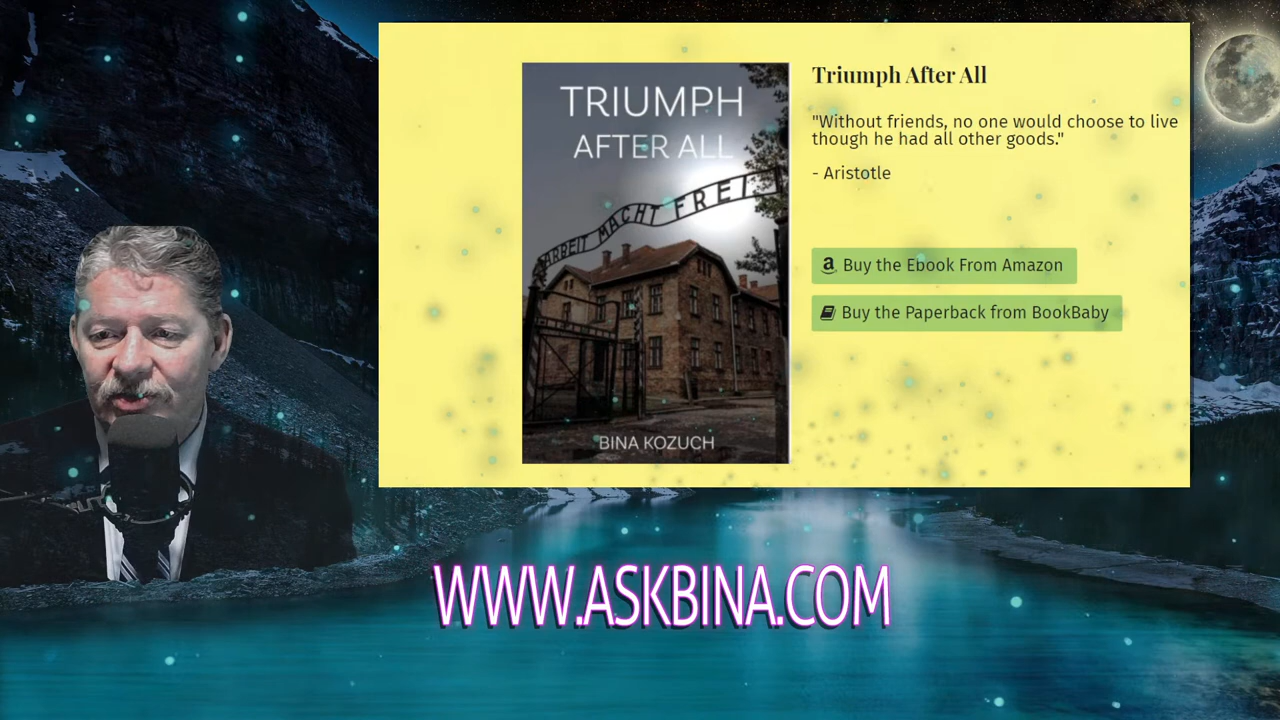 TRIUMPH
AFTER ALL
ARBEIT MACHT FREI
BINA KOZUCH
Triumph After All
"Without friends, no one would choose to live
though he had all other goods."
- Aristotle
Buy the Ebook From Amazon
Buy the Paperback from BookBaby
WWW.ASKBINA.COM